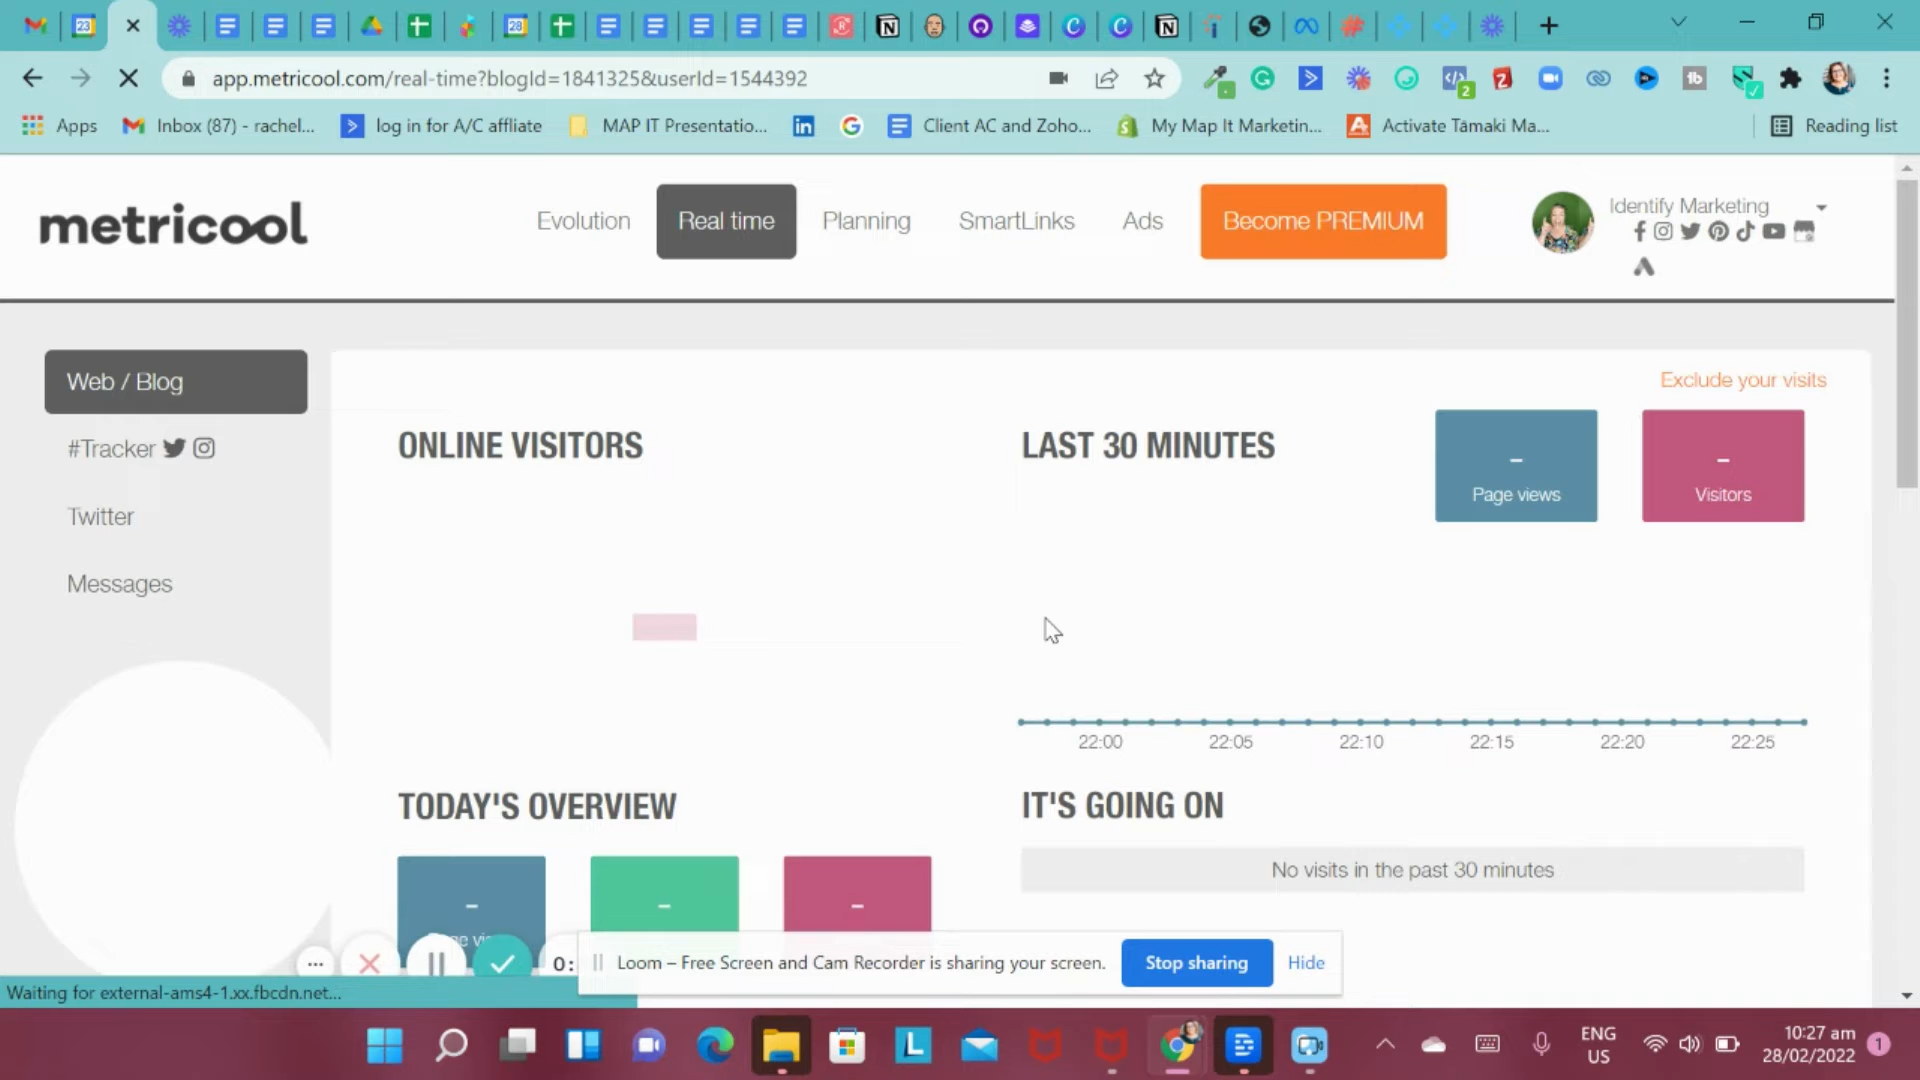 app.metricool.com/real-time?blogId=1841325&userId=1544392
Apps
Inbox (87) - rachel...
log in for A/C affliate
MAP IT Presentatio...
Client AC and Zoho...
My Map It Marketin...
Activate Tāmaki Ma...
Reading list
metricool
Evolution
Real time
Planning
SmartLinks
Ads
Become PREMIUM
Identify Marketing
Web / Blog
#Tracker
Twitter
Messages
Exclude your visits
ONLINE VISITORS
LAST 30 MINUTES
–
Page views
–
Visitors
22:00 22:05 22:10 22:15 22:20 22:25
TODAY'S OVERVIEW
IT'S GOING ON
No visits in the past 30 minutes
– – –
0:
Loom – Free Screen and Cam Recorder is sharing your screen.
Stop sharing
Hide
Waiting for external-ams4-1.xx.fbcdn.net...
ENG
US
10:27 am
28/02/2022
1